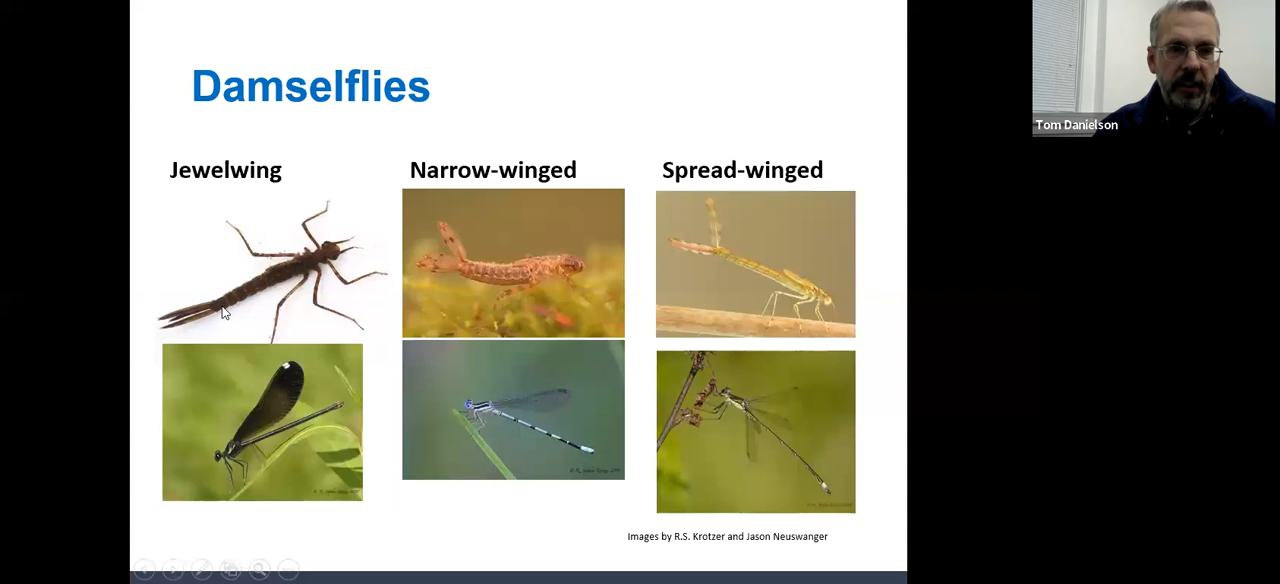 Damselflies
Jewelwing
Narrow-winged
Spread-winged
Images by R.S. Krotzer and Jason Neuswanger
Tom Danielson